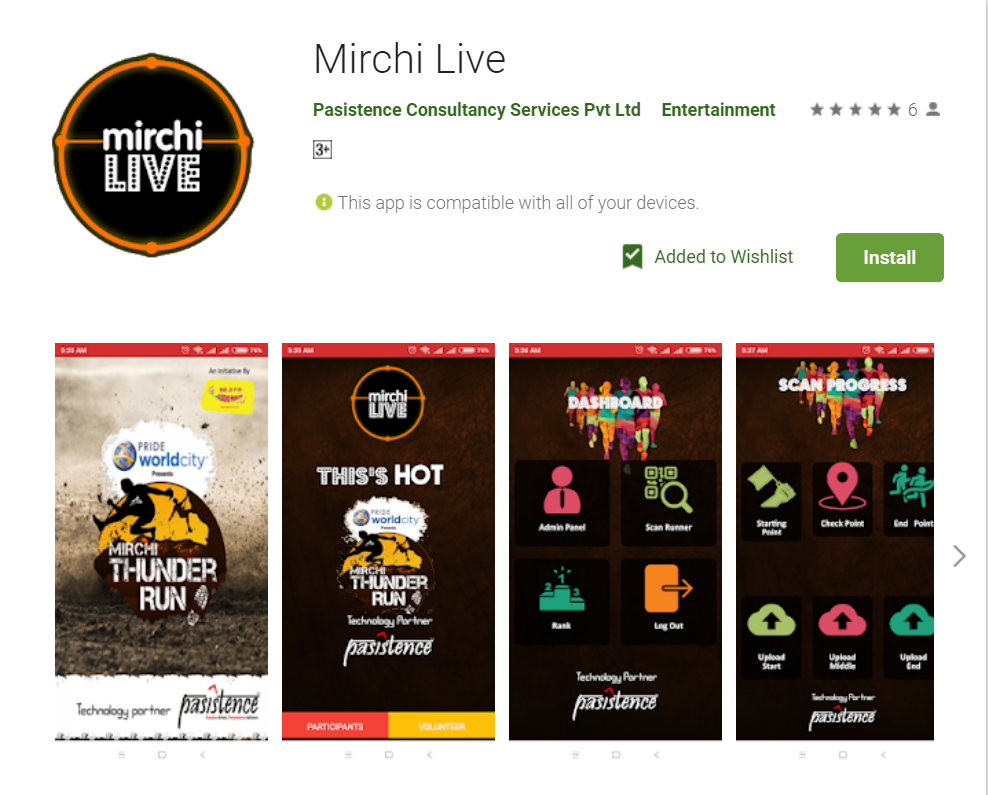 Mirchi Live
Pasistence Consultancy Services Pvt Ltd Entertainment 6
3+
This app is compatible with all of your devices.
Added to Wishlist
Install
mirchi
LIVE
5:35 AM 76%
An Initiative By
PRIDE
worldcity
Presents
MIRCHI
THUNDER
RUN
Technology partner
pasistence
5:35 AM 76%
mirchi
LIVE
THIS'S HOT
PRIDE
worldcity
Presents
MIRCHI
THUNDER
RUN
Technology Partner
pasistence
PARTICIPANTS VOLUNTEER
5:36 AM 76%
DASHBOARD
Admin Panel Scan Runner
1
2 3
Rank Log Out
Technology Partner
pasistence
5:37 AM
SCAN PROGRESS
Starting Check Point End Point
Point
Upload Upload Upload
Start Middle End
Technology Partner
pasistence